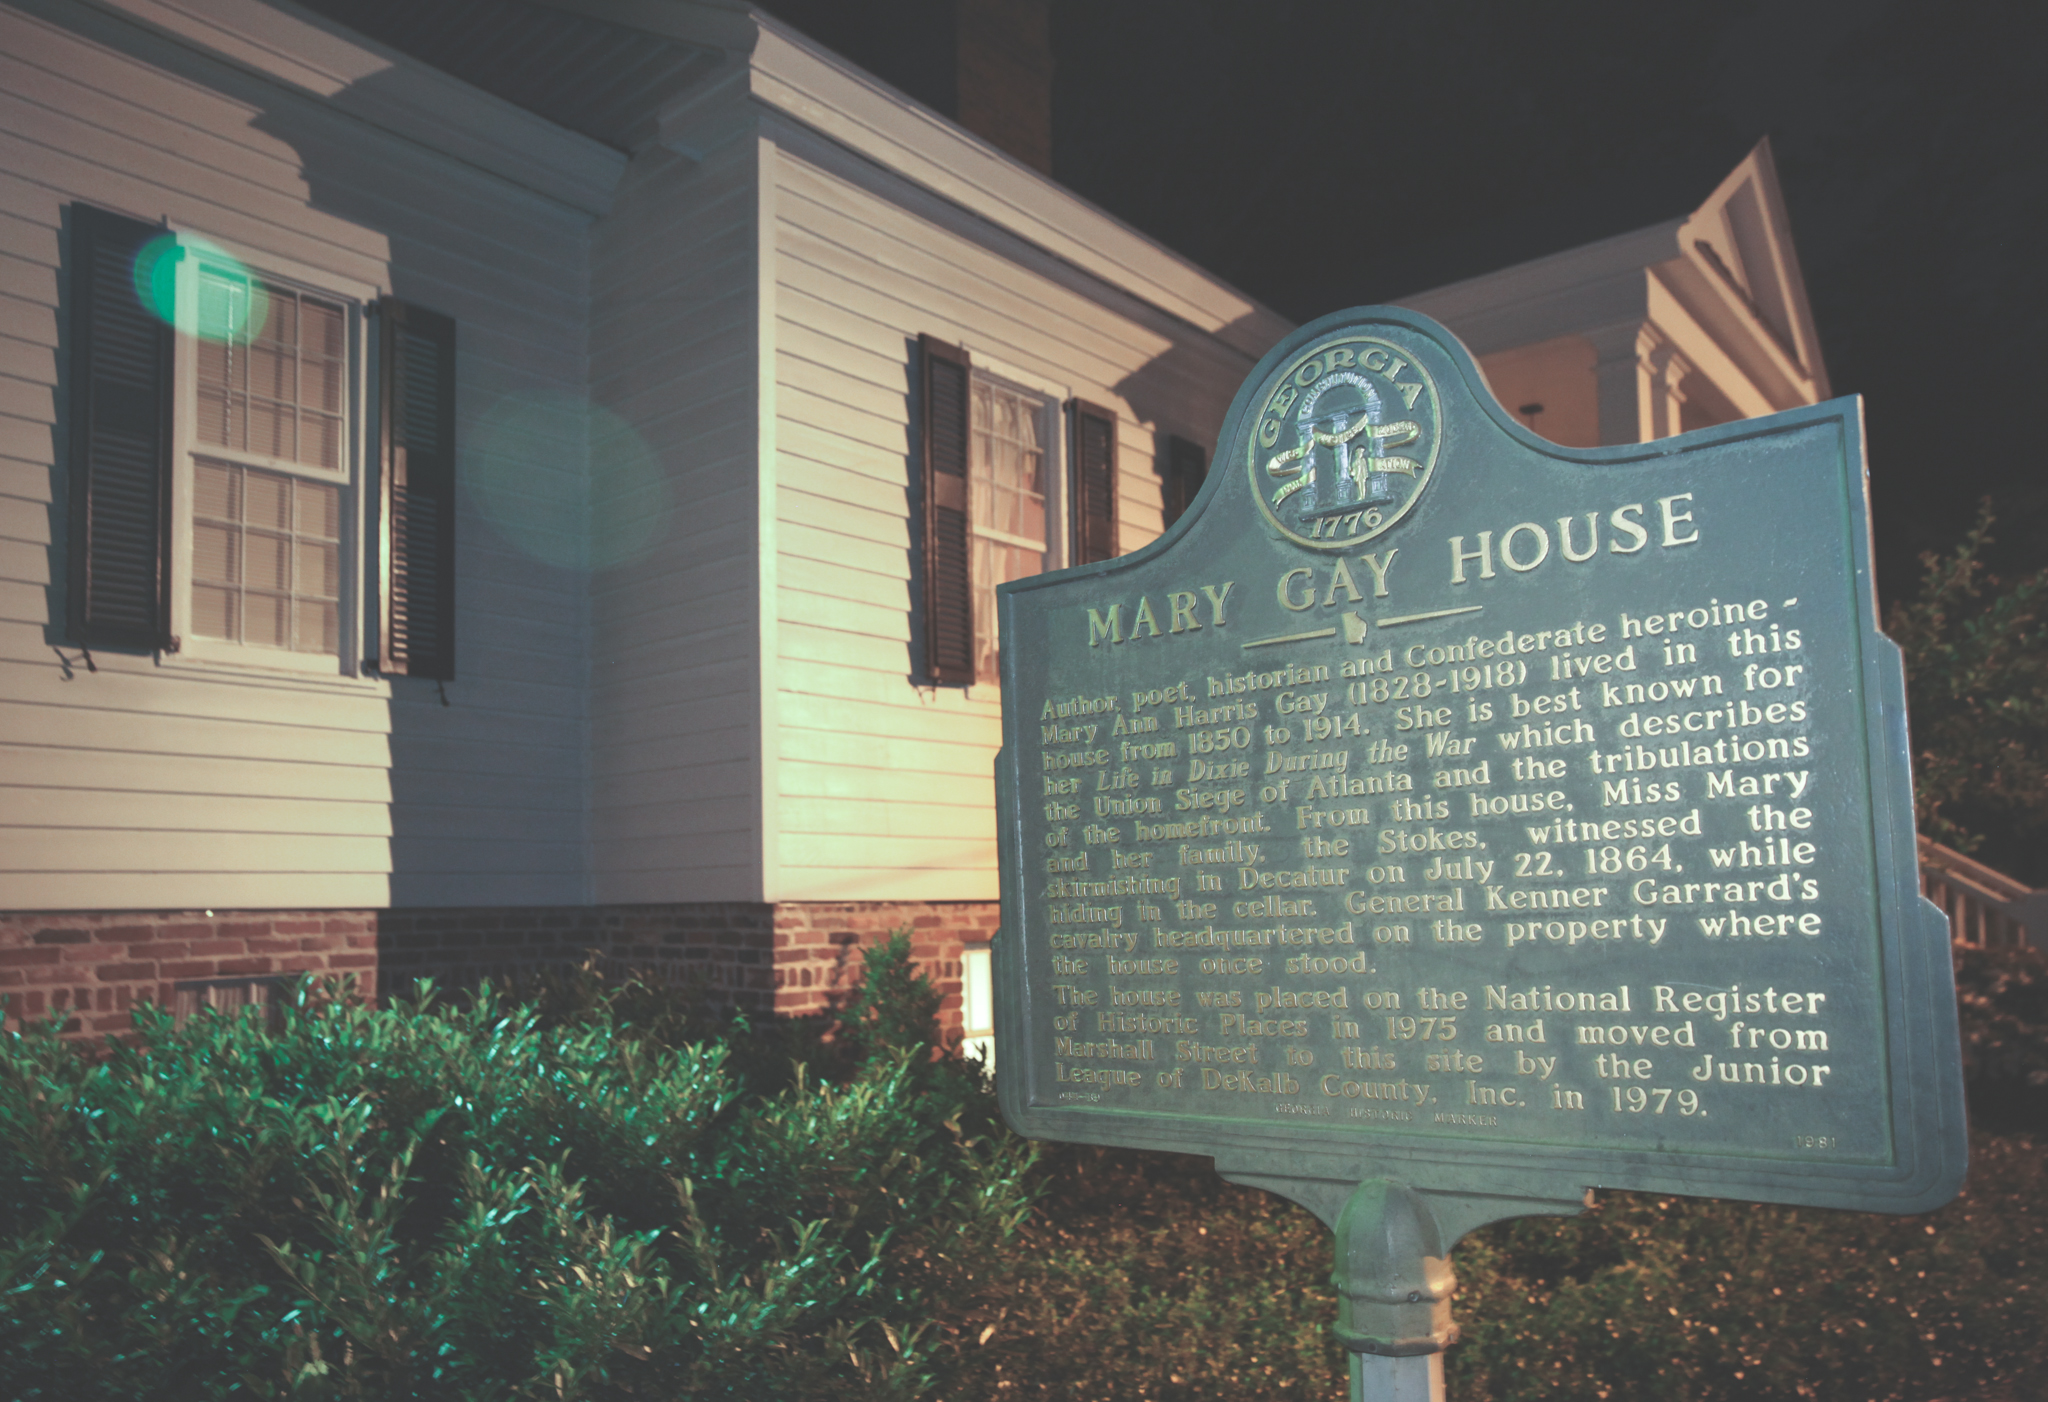 GEORGIA
1776
MARY GAY HOUSE
Author, poet, historian and Confederate heroine -
Mary Ann Harris Gay (1828-1918) lived in this
house from 1850 to 1914. She is best known for
her Life in Dixie During the War which describes
the Union Siege of Atlanta and the tribulations
of the homefront. From this house, Miss Mary
and her family, the Stokes, witnessed the
skirmishing in Decatur on July 22, 1864, while
hiding in the cellar. General Kenner Garrard's
cavalry headquartered on the property where
the house once stood.
The house was placed on the National Register
of Historic Places in 1975 and moved from
Marshall Street to this site by the Junior
League of DeKalb County, Inc. in 1979.
GEORGIA HISTORIC MARKER
1981